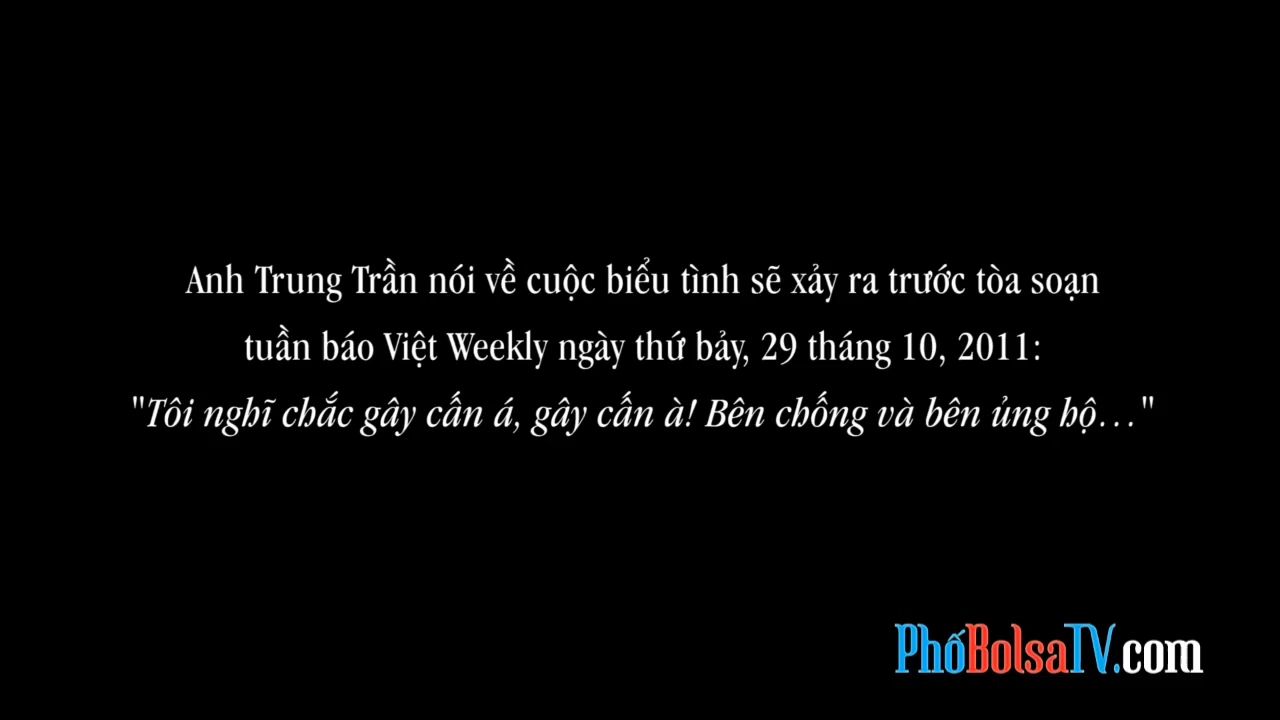 Anh Trung Trần nói về cuộc biểu tình sẽ xảy ra trước tòa soạn
tuần báo Việt Weekly ngày thứ bảy, 29 tháng 10, 2011:
"Tôi nghĩ chắc gây cấn á, gây cấn à! Bên chống và bên ủng hộ…"
PhốBolsaTV.com